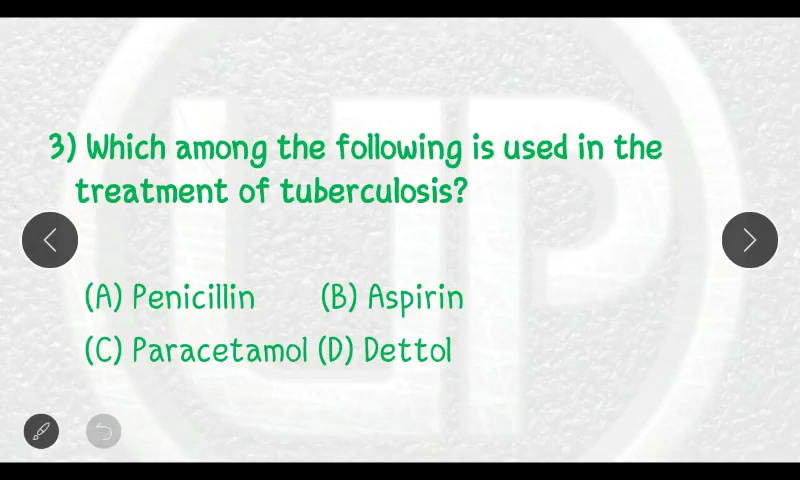 3) Which among the following is used in the
treatment of tuberculosis?
(A) Penicillin (B) Aspirin
(C) Paracetamol (D) Dettol